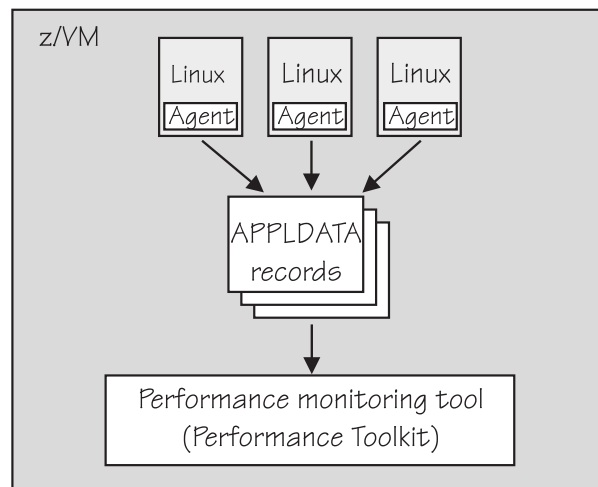 z/VM
Linux
Linux
Linux
Agent
Agent
Agent
APPLDATA
records
Performance monitoring tool
(Performance Toolkit)